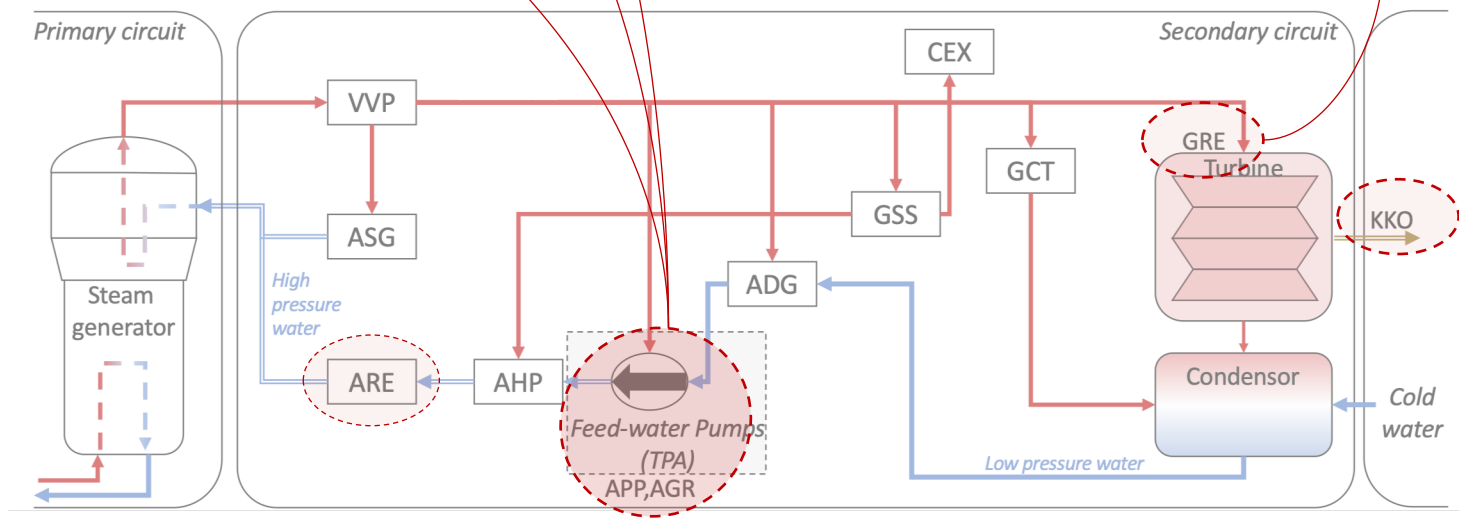 Primary circuit
Secondary circuit
CEX
VVP
GRE
Turbine
GCT
KKO
GSS
ASG
High
pressure
water
ADG
Steam
generator
ARE
AHP
Condensor
Cold
water
Feed-water Pumps
(TPA)
APP,AGR
Low pressure water